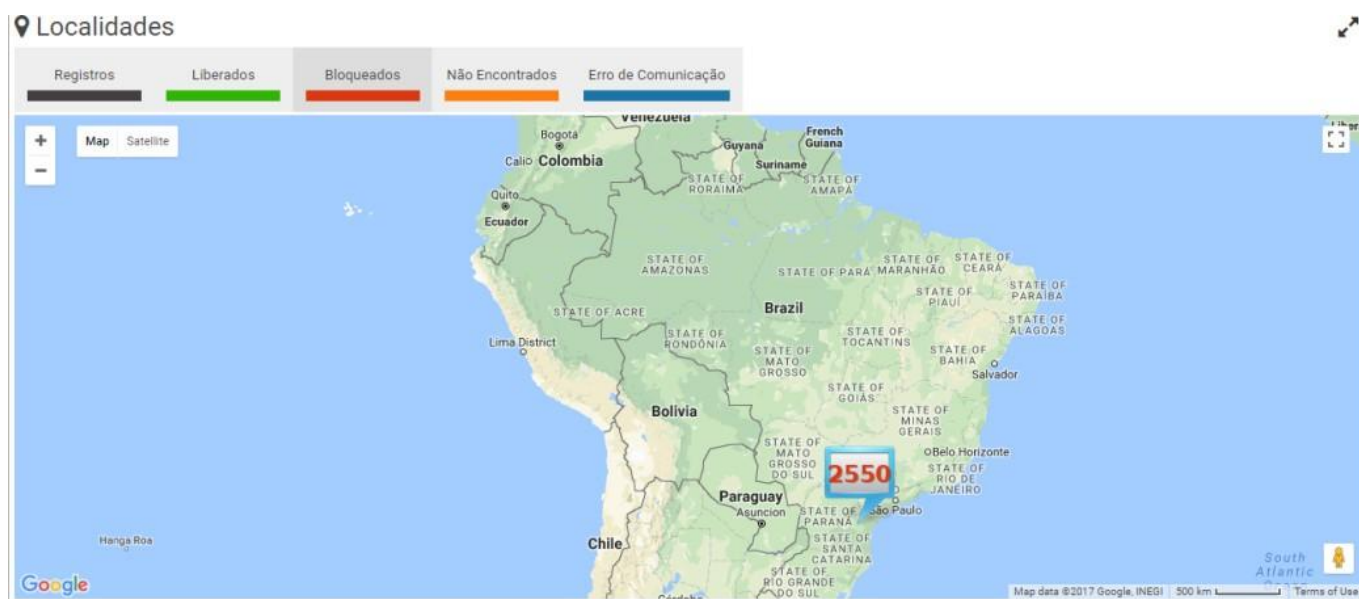 Localidades
Registros
Liberados
Bloqueados
Não Encontrados
Erro de Comunicação
+
−
Map
Satellite
Venezuela
Bogotá
Cali
Colombia
Guyana
French
Guiana
Suriname
STATE OF
RORAIMA
STATE OF
AMAPÁ
Quito
Ecuador
STATE OF
AMAZONAS
STATE OF PARÁ
STATE OF
MARANHÃO
STATE OF
CEARÁ
STATE OF
PIAUÍ
STATE OF
PARAÍBA
Brazil
STATE OF ACRE
STATE OF
ALAGOAS
STATE OF
RONDÔNIA
STATE OF
TOCANTINS
Lima District
STATE OF
MATO
GROSSO
STATE OF
BAHIA
Salvador
STATE OF
GOIÁS
Bolivia
STATE OF
MINAS
GERAIS
STATE OF
MATO
GROSSO
DO SUL
Belo Horizonte
2550
STATE OF
RIO DE
JANEIRO
Paraguay
Asuncion
STATE OF
PARANÁ
São Paulo
Hanga Roa
Chile
STATE OF
SANTA
CATARINA
STATE OF
RIO GRANDE
DO SUL
Córdoba
South
Atlantic
Google
Map data ©2017 Google, INEGI
500 km
Terms of Use